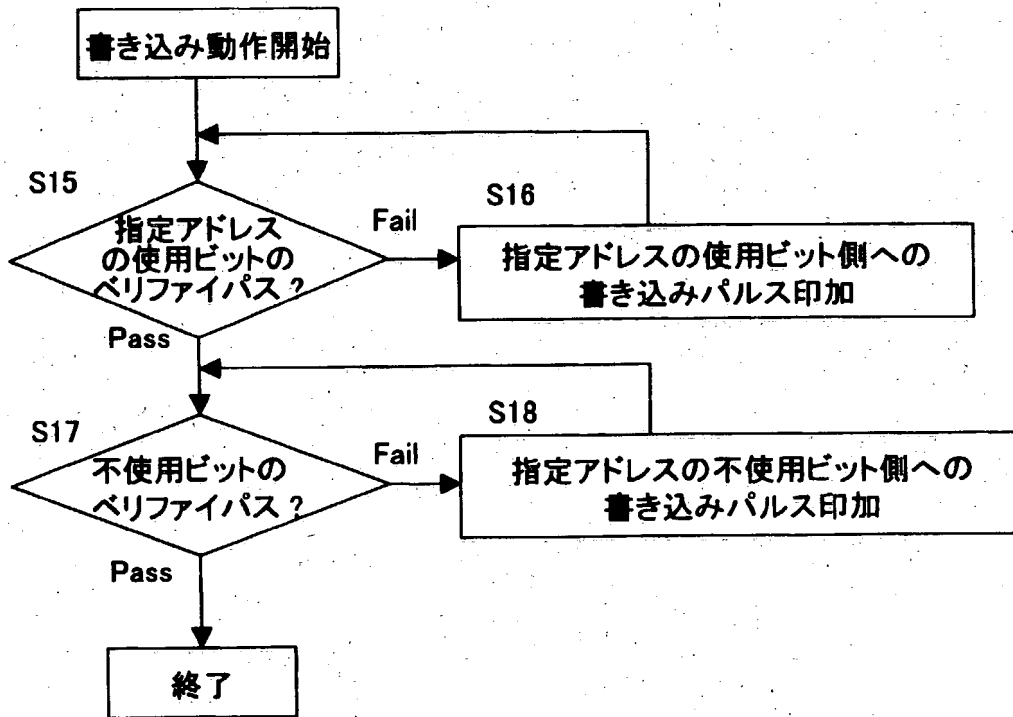 書き込み動作開始
S15
指定アドレス
の使用ビットの
ベリファイパス?
Fail
S16
指定アドレスの使用ビット側への
書き込みパルス印加
Pass
S17
不使用ビットの
ベリファイパス?
Fail
S18
指定アドレスの不使用ビット側への
書き込みパルス印加
Pass
終了